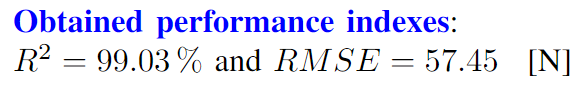 Obtained performance indexes:
R² = 99.03 % and RMSE = 57.45 [N]